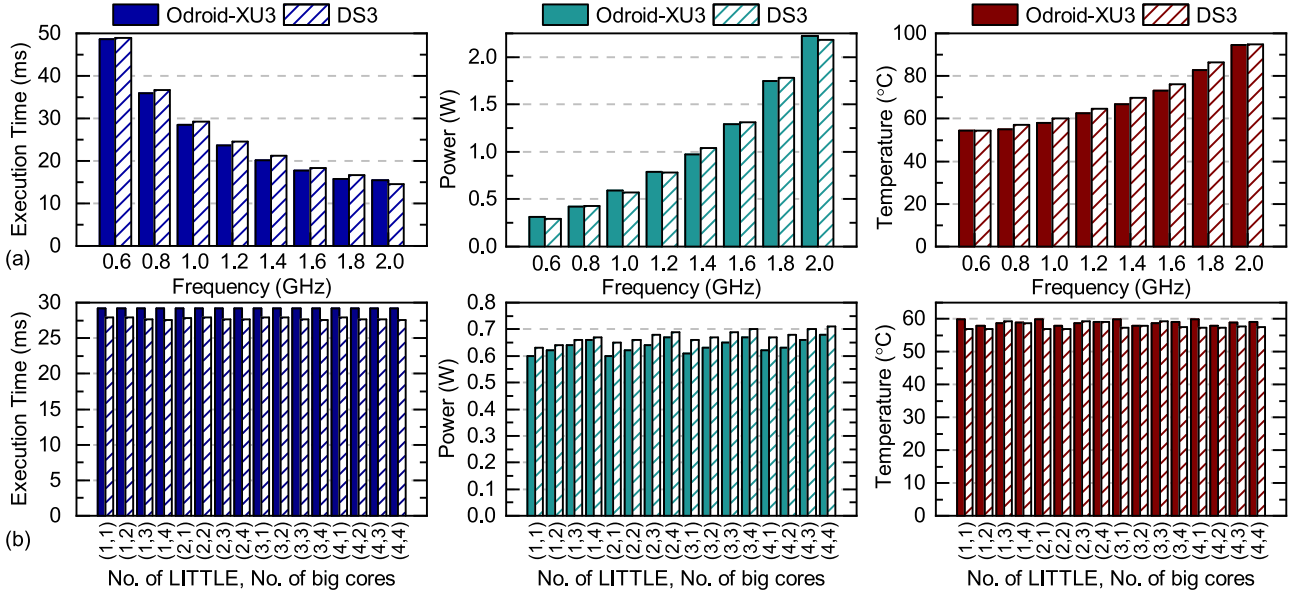 Odroid-XU3 DS3
Odroid-XU3 DS3
Odroid-XU3 DS3
Execution Time (ms)
50
40
30
20
10
0
0.6 0.8 1.0 1.2 1.4 1.6 1.8 2.0
Power (W)
2.0
1.5
1.0
0.5
0.0
0.6 0.8 1.0 1.2 1.4 1.6 1.8 2.0
Temperature (°C)
100
80
60
40
20
0
0.6 0.8 1.0 1.2 1.4 1.6 1.8 2.0
(a)
Frequency (GHz)
Frequency (GHz)
Frequency (GHz)
Execution Time (ms)
30
25
20
15
10
5
0
(1,1) (1,2) (1,3) (1,4) (2,1) (2,2) (2,3) (2,4) (3,1) (3,2) (3,3) (3,4) (4,1) (4,2) (4,3) (4,4)
No. of LITTLE, No. of big cores
Power (W)
0.8
0.7
0.6
0.5
0.4
0.3
0.2
0.1
0.0
(1,1) (1,2) (1,3) (1,4) (2,1) (2,2) (2,3) (2,4) (3,1) (3,2) (3,3) (3,4) (4,1) (4,2) (4,3) (4,4)
No. of LITTLE, No. of big cores
Temperature (°C)
60
50
40
30
20
10
0
(1,1) (1,2) (1,3) (1,4) (2,1) (2,2) (2,3) (2,4) (3,1) (3,2) (3,3) (3,4) (4,1) (4,2) (4,3) (4,4)
No. of LITTLE, No. of big cores
(b)